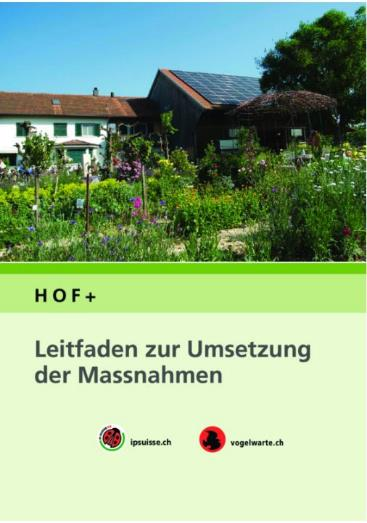 HOF+
Leitfaden zur Umsetzung
der Massnahmen
ipsuisse.ch
vogelwarte.ch